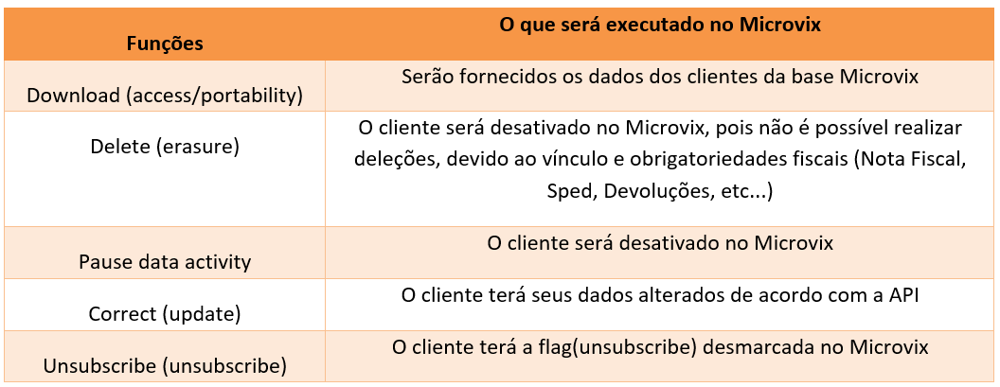 Funções
O que será executado no Microvix
Download (access/portability)
Serão fornecidos os dados dos clientes da base Microvix
Delete (erasure)
O cliente será desativado no Microvix, pois não é possível realizar
deleções, devido ao vínculo e obrigatoriedades fiscais (Nota Fiscal,
Sped, Devoluções, etc...)
Pause data activity
O cliente será desativado no Microvix
Correct (update)
O cliente terá seus dados alterados de acordo com a API
Unsubscribe (unsubscribe)
O cliente terá a flag(unsubscribe) desmarcada no Microvix